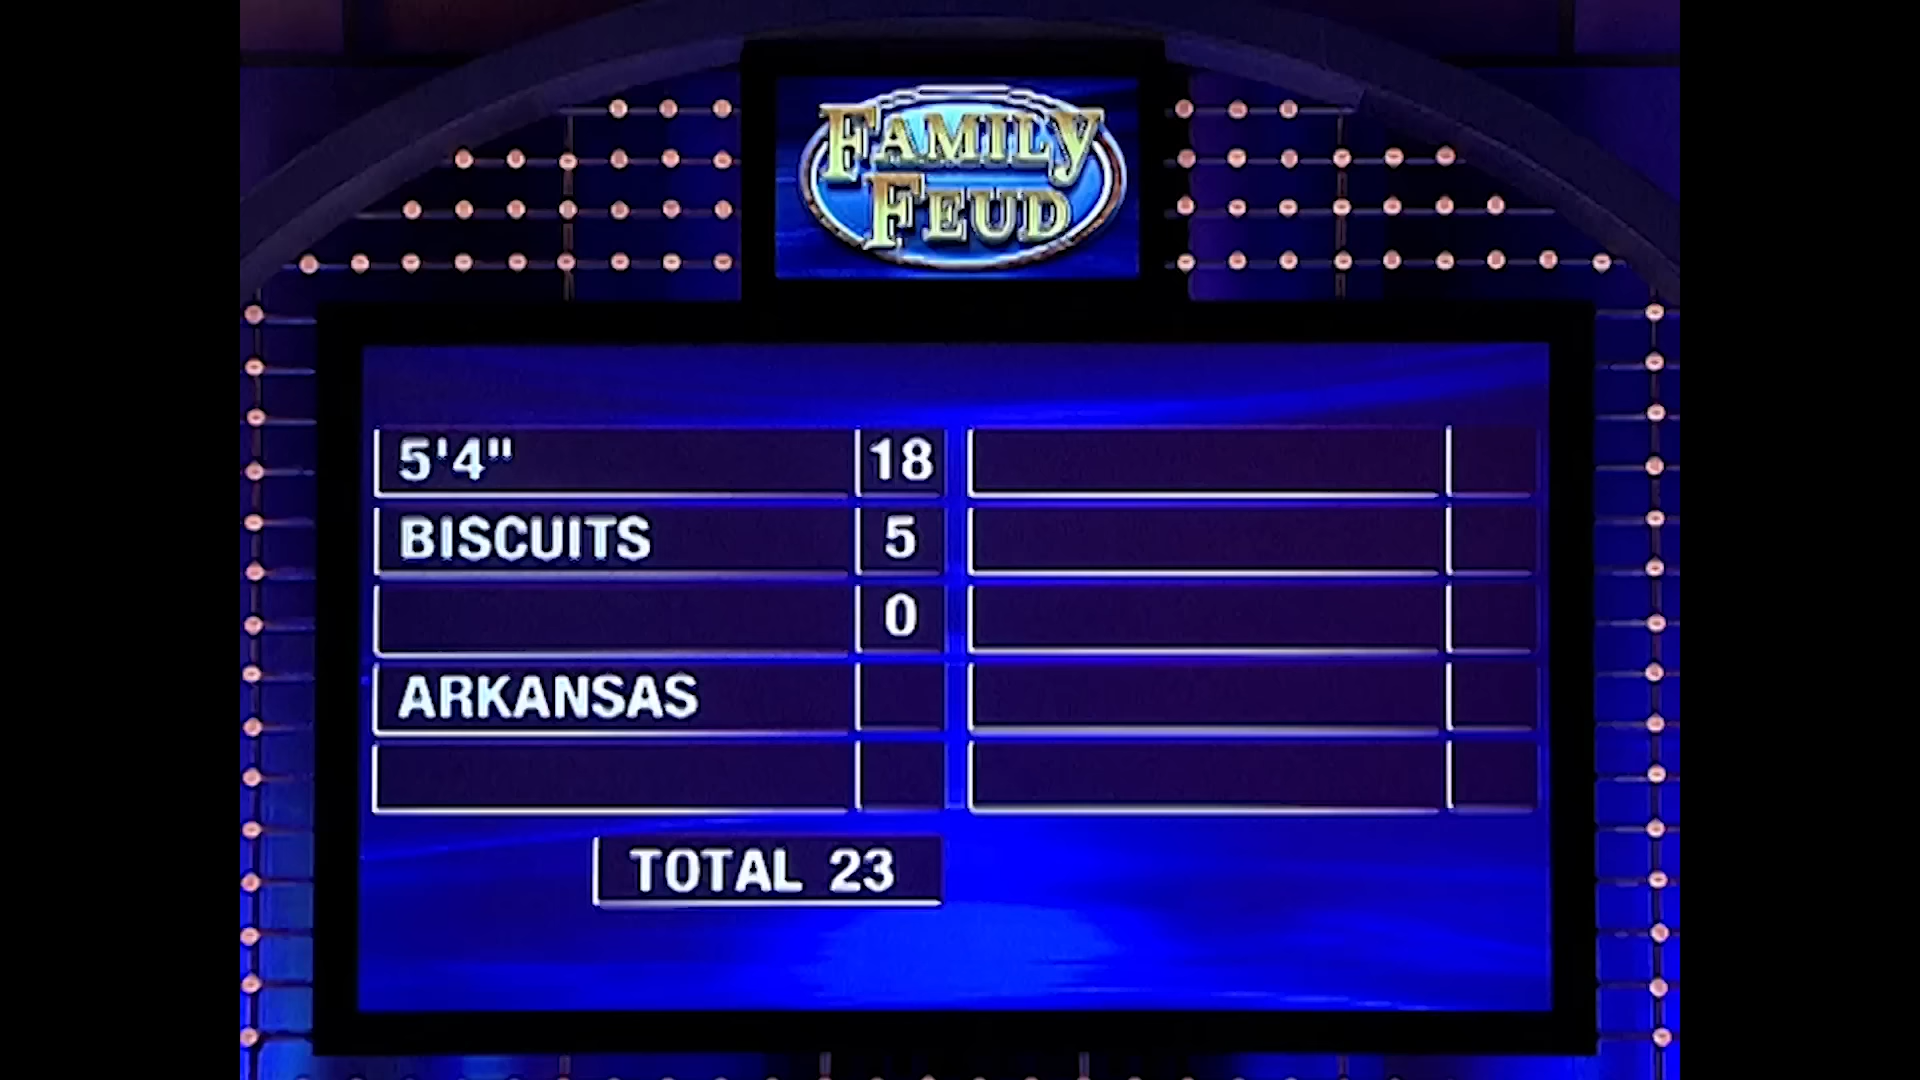 FAMILY
FEUD
5'4" 18
BISCUITS 5
0
ARKANSAS
TOTAL 23